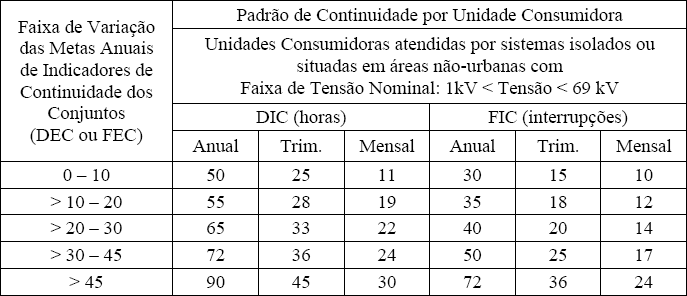 Faixa de Variação
das Metas Anuais
de Indicadores de
Continuidade dos
Conjuntos
(DEC ou FEC)
Padrão de Continuidade por Unidade Consumidora
Unidades Consumidoras atendidas por sistemas isolados ou
situadas em áreas não-urbanas com
Faixa de Tensão Nominal: 1kV < Tensão < 69 kV
DIC (horas) FIC (interrupções)
Anual Trim. Mensal Anual Trim. Mensal
0 – 10 50 25 11 30 15 10
> 10 – 20 55 28 19 35 18 12
> 20 – 30 65 33 22 40 20 14
> 30 – 45 72 36 24 50 25 17
> 45 90 45 30 72 36 24